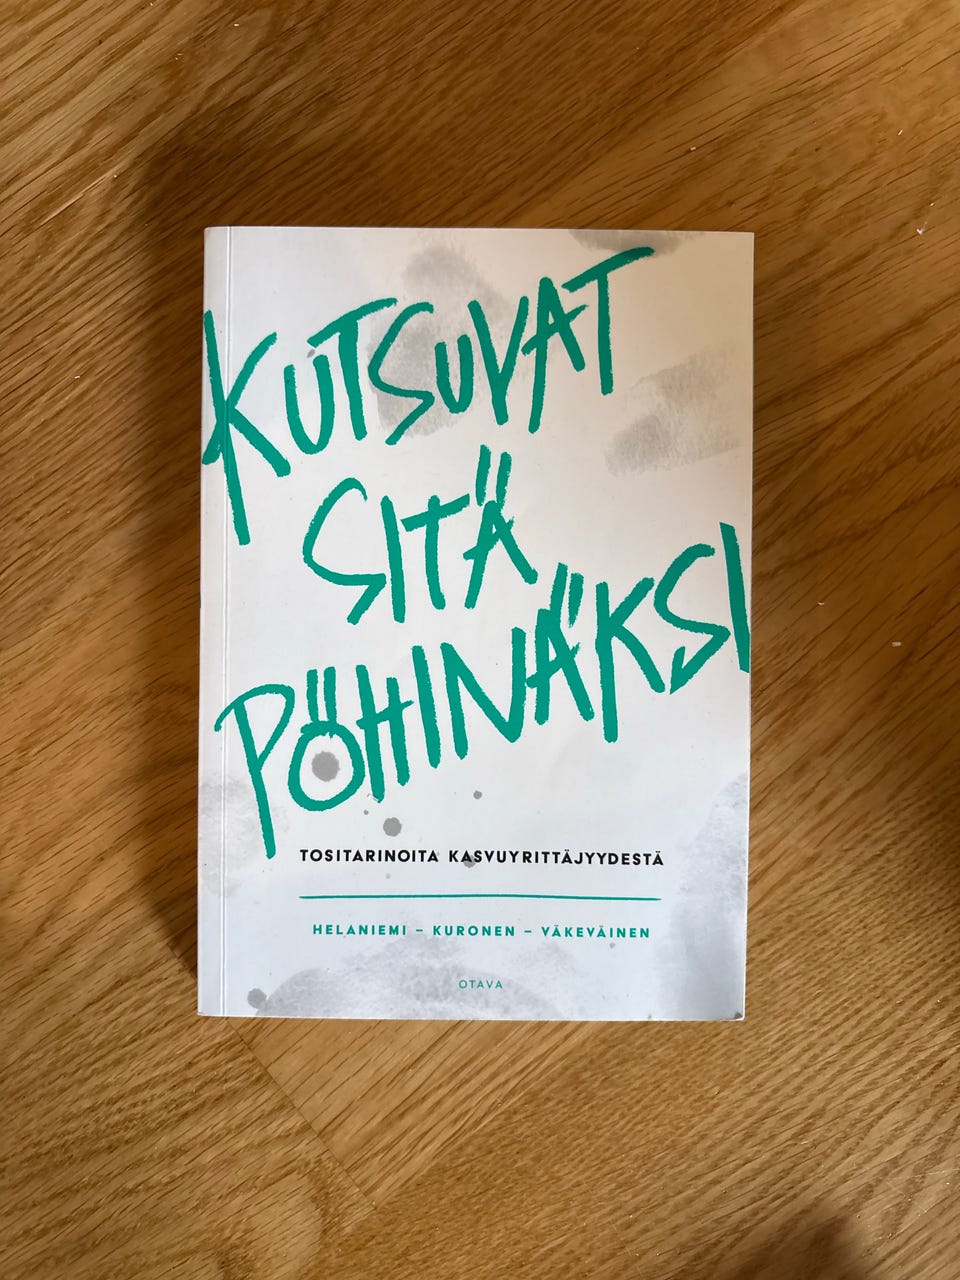 KUTSUVAT
SITÄ
PÖHINÄKSI
TOSITARINOITA KASVUYRITTÄJYYDESTÄ
HELANIEMI – KURONEN – VÄKEVÄINEN
OTAVA